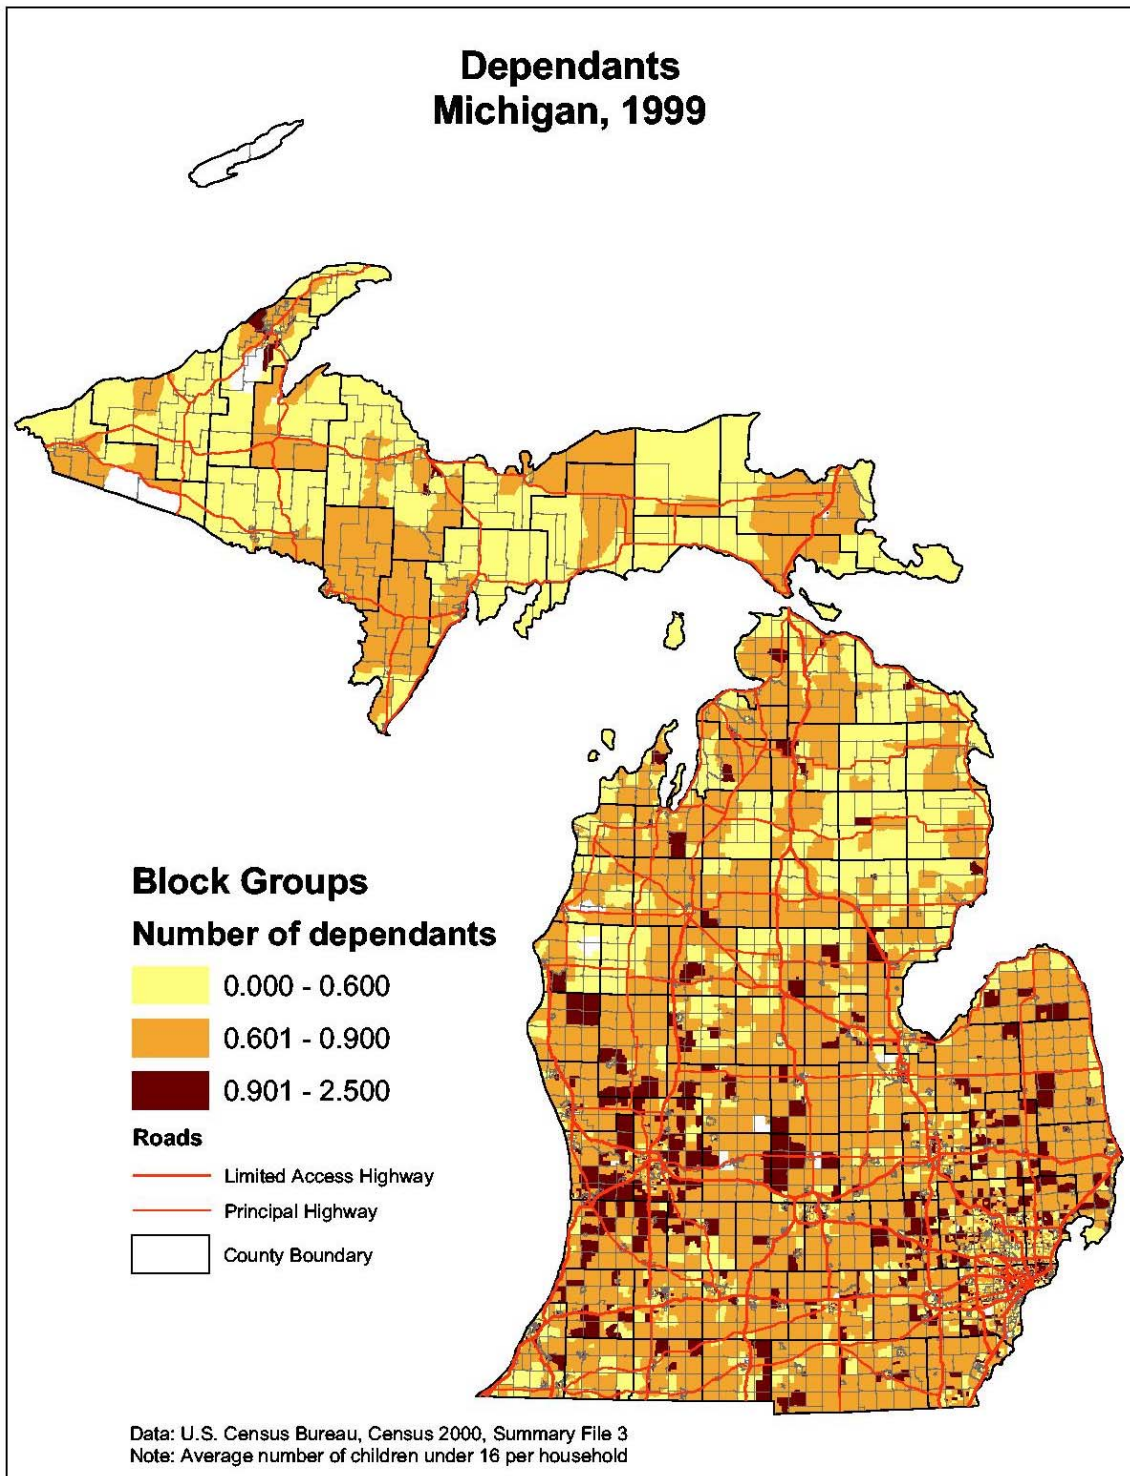 Dependants
Michigan, 1999
Block Groups
Number of dependants
0.000 - 0.600
0.601 - 0.900
0.901 - 2.500
Roads
Limited Access Highway
Principal Highway
County Boundary
Data: U.S. Census Bureau, Census 2000, Summary File 3
Note: Average number of children under 16 per household